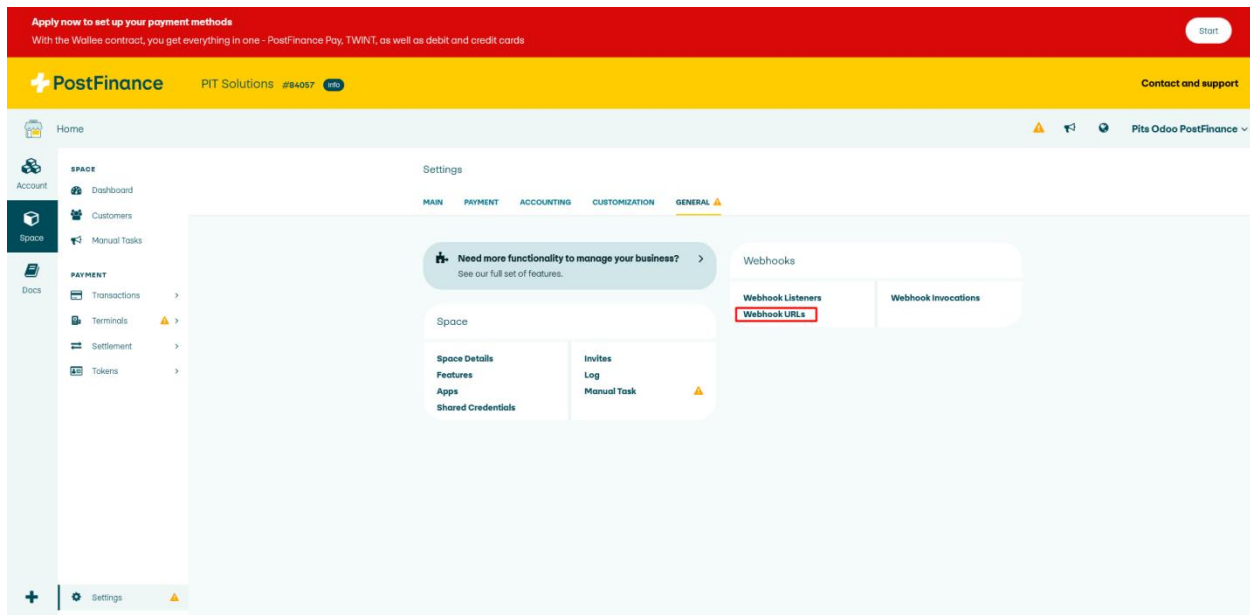 Apply now to set up your payment methods
With the Wallee contract, you get everything in one - PostFinance Pay, TWINT, as well as debit and credit cards
Start
PostFinance PIT Solutions #84057 info Contact and support
Home Pits Odoo PostFinance
Account
Space
Docs
SPACE
Dashboard
Customers
Manual Tasks
PAYMENT
Transactions
Terminals
Settlement
Tokens
Settings
Settings
MAIN PAYMENT ACCOUNTING CUSTOMIZATION GENERAL
Need more functionality to manage your business?
See our full set of features.
Space
Space Details
Features
Apps
Shared Credentials
Invites
Log
Manual Task
Webhooks
Webhook Listeners
Webhook URLs
Webhook Invocations